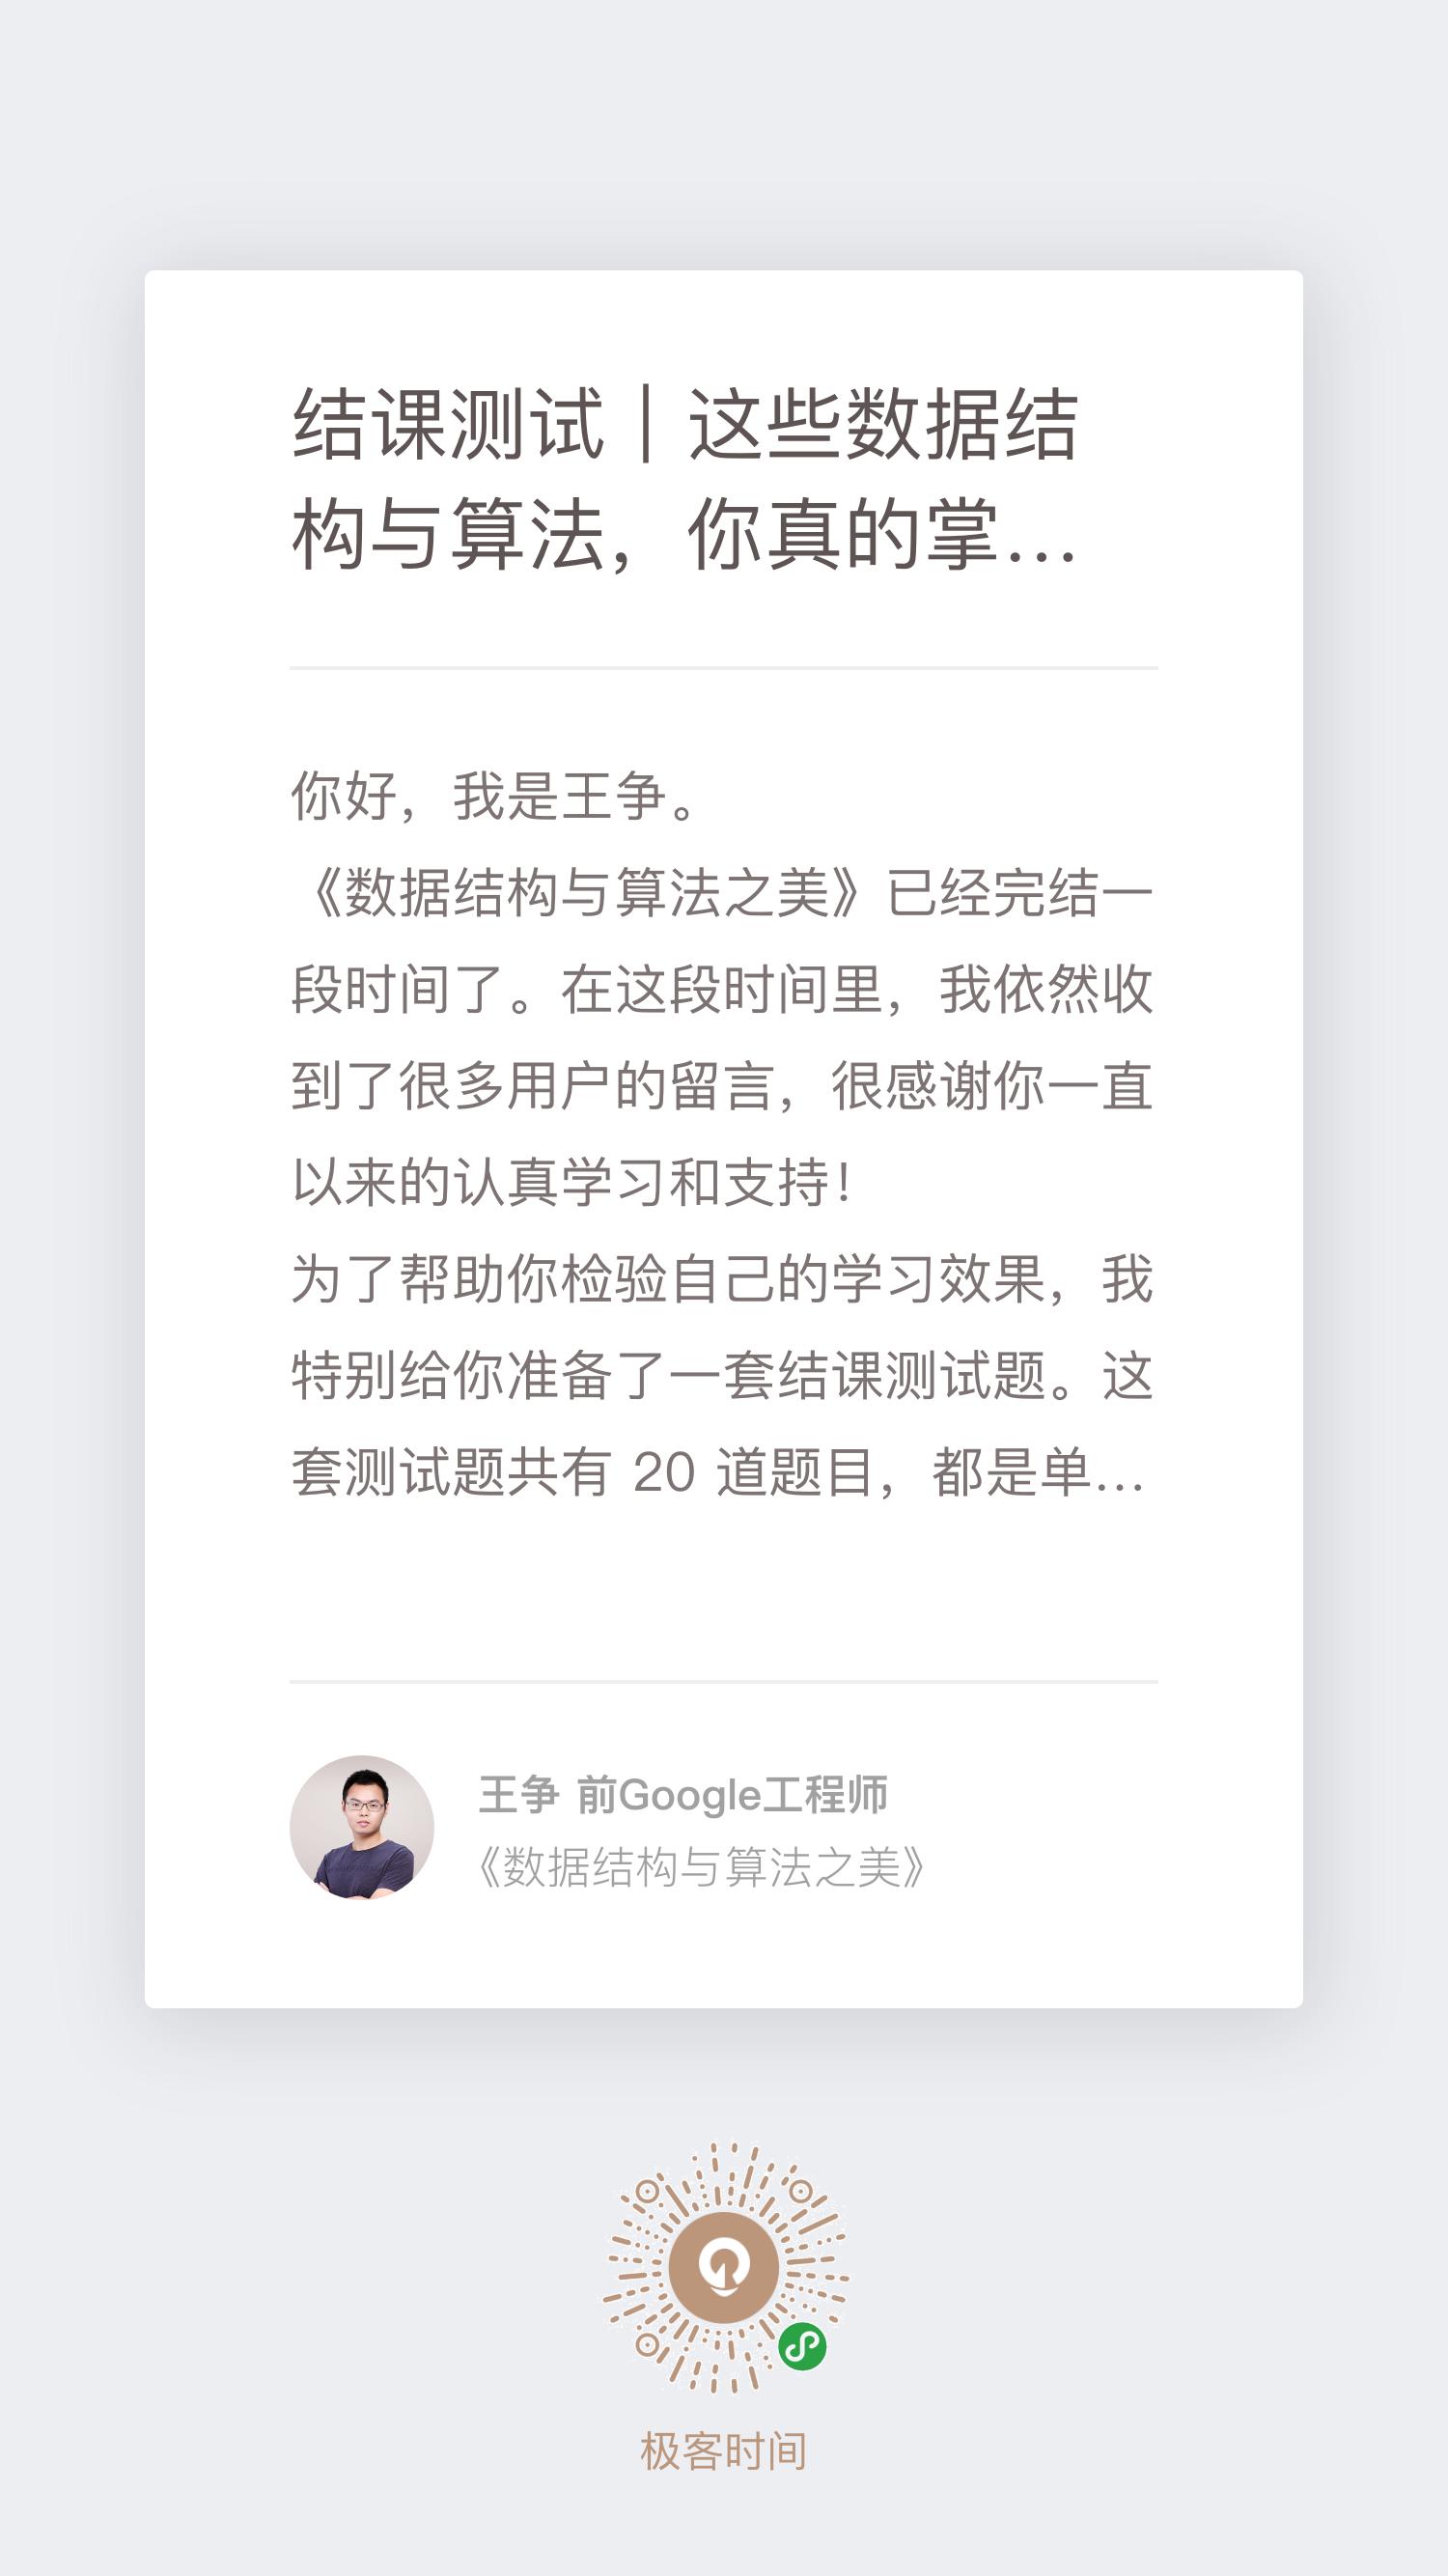 结课测试｜这些数据结
构与算法，你真的掌...
你好，我是王争。
《数据结构与算法之美》已经完结一
段时间了。在这段时间里，我依然收
到了很多用户的留言，很感谢你一直
以来的认真学习和支持！
为了帮助你检验自己的学习效果，我
特别给你准备了一套结课测试题。这
套测试题共有 20 道题目，都是单...
王争 前Google工程师
《数据结构与算法之美》
极客时间